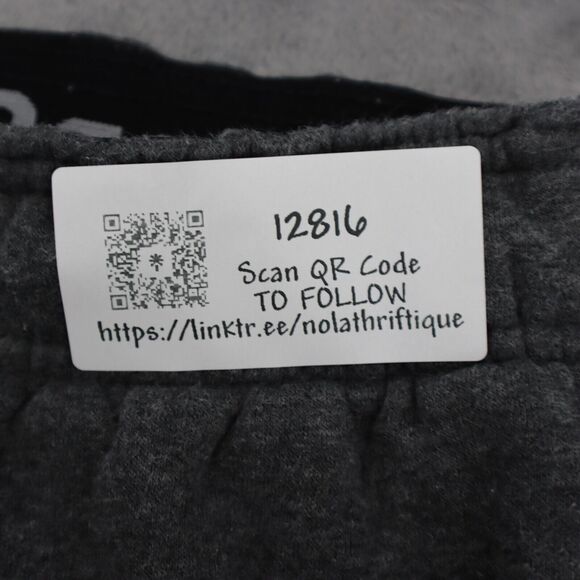 12816
Scan QR Code
TO FOLLOW
https://linktr.ee/nolathriftique